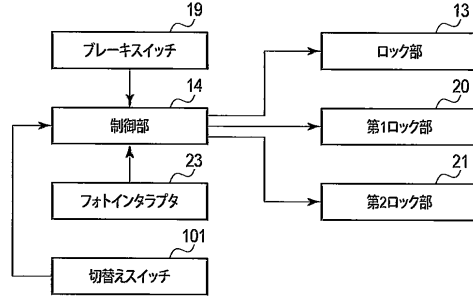 19
ブレーキスイッチ
14
制御部
23
フォトインタラプタ
101
切替えスイッチ
13
ロック部
20
第1ロック部
21
第2ロック部